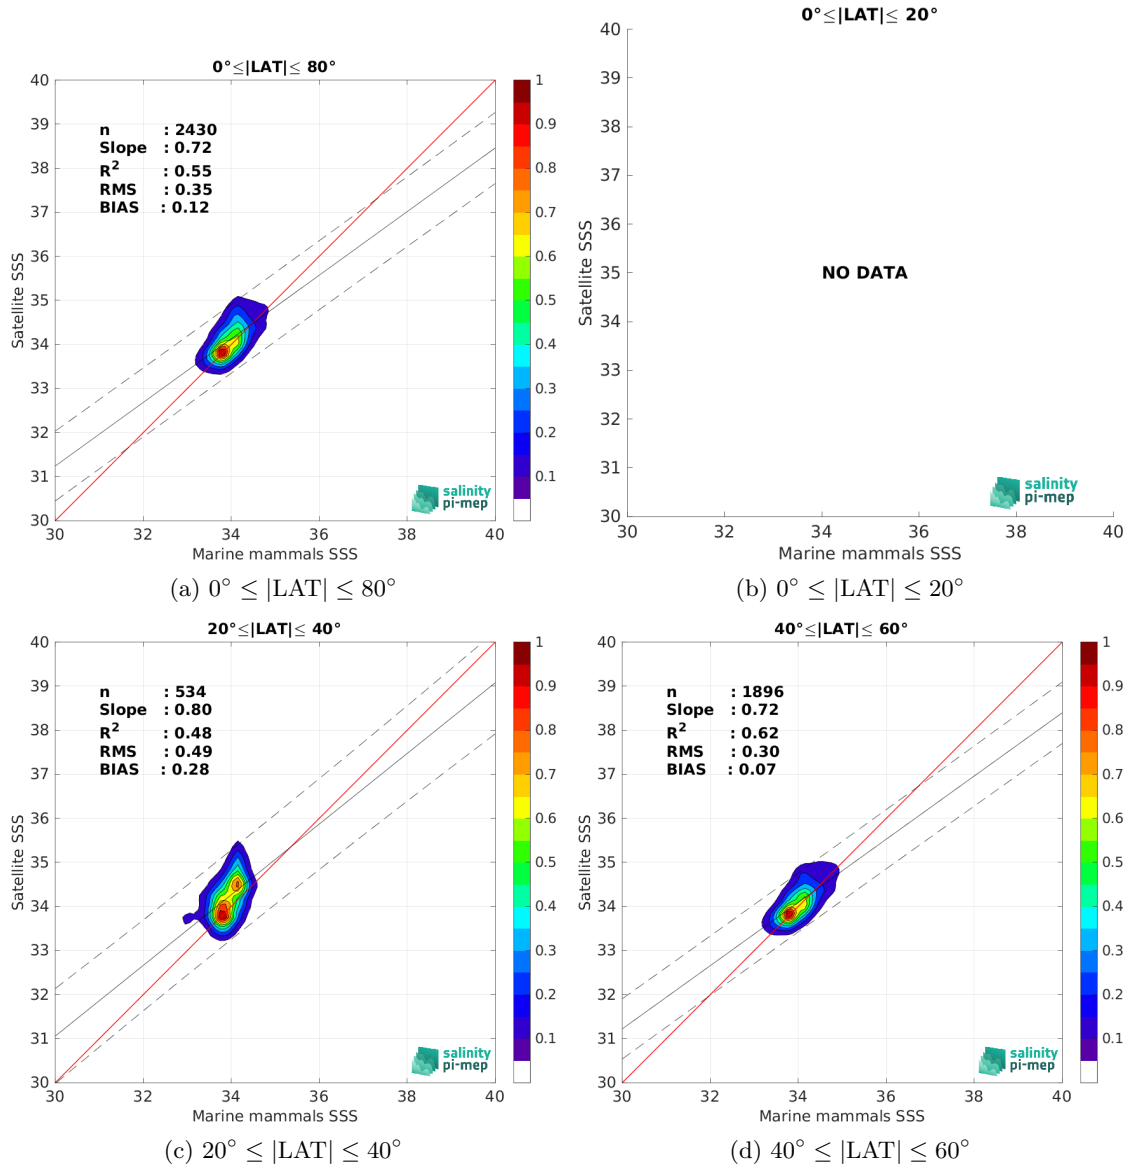 0°≤|LAT|≤ 80°
40
39
38
37
36
35
34
33
32
31
30
Satellite SSS
n : 2430
Slope : 0.72
R² : 0.55
RMS : 0.35
BIAS : 0.12
salinity
pi-mep
30 32 34 36 38 40
Marine mammals SSS
1
0.9
0.8
0.7
0.6
0.5
0.4
0.3
0.2
0.1
(a) 0° ≤ |LAT| ≤ 80°
0°≤|LAT|≤ 20°
40
39
38
37
36
35
34
33
32
31
30
Satellite SSS
NO DATA
salinity
pi-mep
30 32 34 36 38 40
Marine mammals SSS
(b) 0° ≤ |LAT| ≤ 20°
20°≤|LAT|≤ 40°
40
39
38
37
36
35
34
33
32
31
30
Satellite SSS
n : 534
Slope : 0.80
R² : 0.48
RMS : 0.49
BIAS : 0.28
salinity
pi-mep
30 32 34 36 38 40
Marine mammals SSS
1
0.9
0.8
0.7
0.6
0.5
0.4
0.3
0.2
0.1
(c) 20° ≤ |LAT| ≤ 40°
40°≤|LAT|≤ 60°
40
39
38
37
36
35
34
33
32
31
30
Satellite SSS
n : 1896
Slope : 0.72
R² : 0.62
RMS : 0.30
BIAS : 0.07
salinity
pi-mep
30 32 34 36 38 40
Marine mammals SSS
1
0.9
0.8
0.7
0.6
0.5
0.4
0.3
0.2
0.1
(d) 40° ≤ |LAT| ≤ 60°